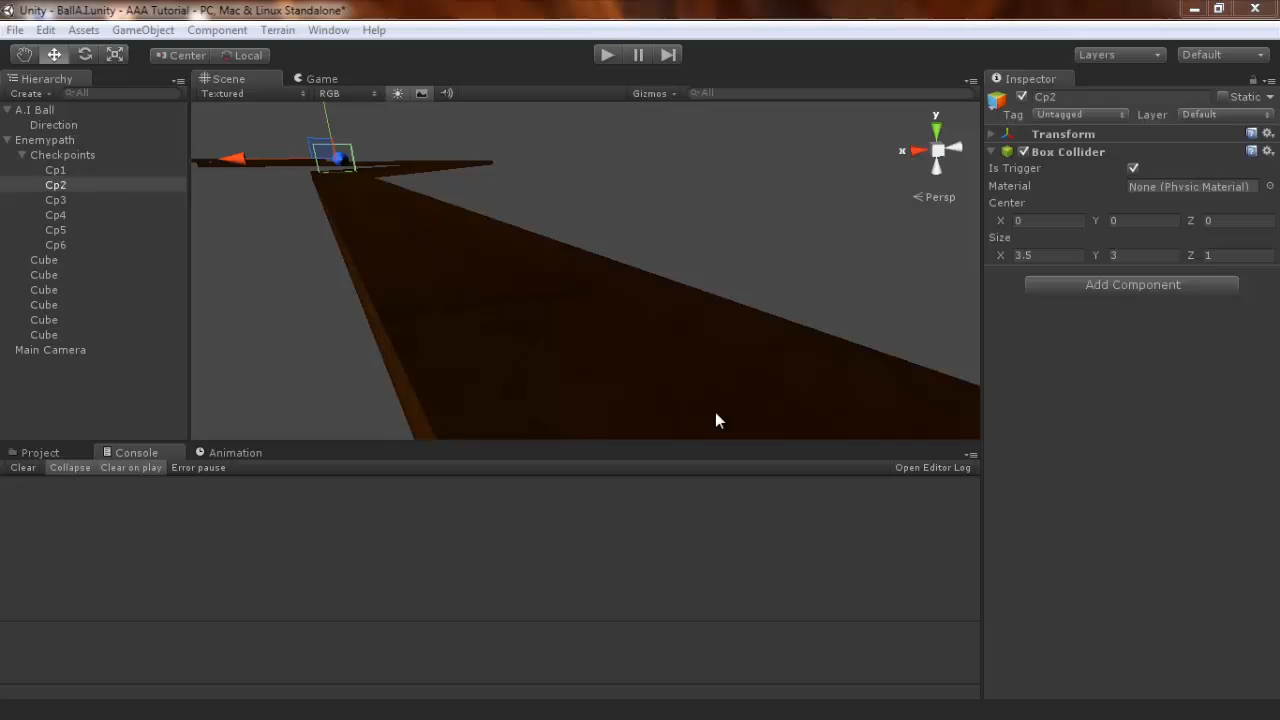 Unity - BallA.I.unity - AAA Tutorial - PC, Mac & Linux Standalone*
File Edit Assets GameObject Component Terrain Window Help
Center Local Layers Default
Hierarchy Scene Game Inspector
Create All Textured RGB Gizmos All Cp2 Static
A.I Ball
Tag Untagged Layer Default
Direction
Enemypath
Transform
Checkpoints
Box Collider
Cp1
Is Trigger
Cp2
Material None (Physic Material)
Cp3
Center
Cp4
X 0 Y 0 Z 0
Cp5
Size
Cp6
X 3.5 Y 3 Z 1
Cube
Cube
Cube
Cube
Cube
Cube
Main Camera
Add Component
y
x
Persp
Project Console Animation
Clear Collapse Clear on play Error pause Open Editor Log